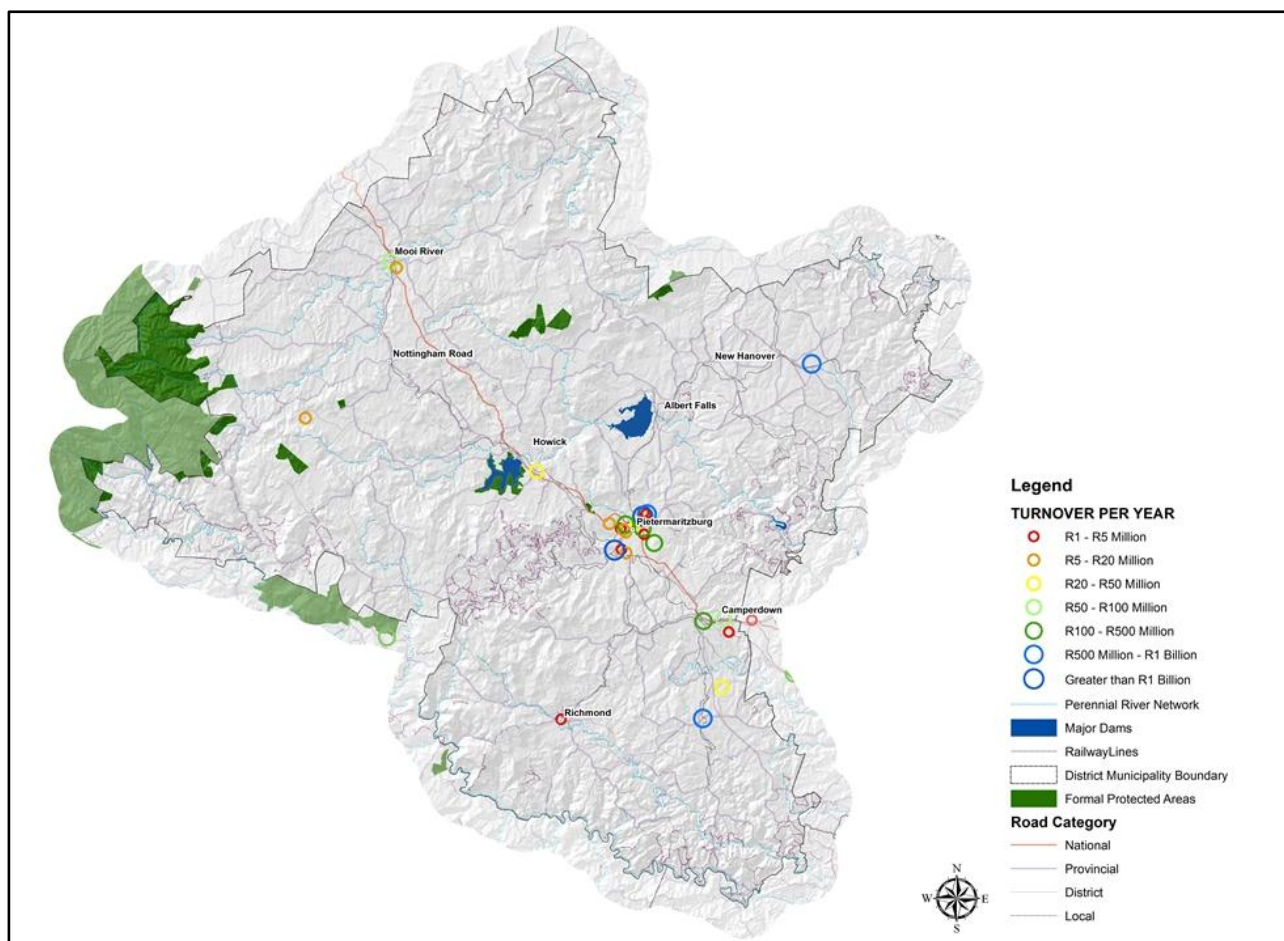 Mooi River
Nottingham Road
New Hanover
Albert Falls
Howick
Pietermaritzburg
Camperdown
Richmond
Legend
TURNOVER PER YEAR
R1 - R5 Million
R5 - R20 Million
R20 - R50 Million
R50 - R100 Million
R100 - R500 Million
R500 Million - R1 Billion
Greater than R1 Billion
Perennial River Network
Major Dams
RailwayLines
District Municipality Boundary
Formal Protected Areas
Road Category
National
Provincial
District
Local
N
W E
S